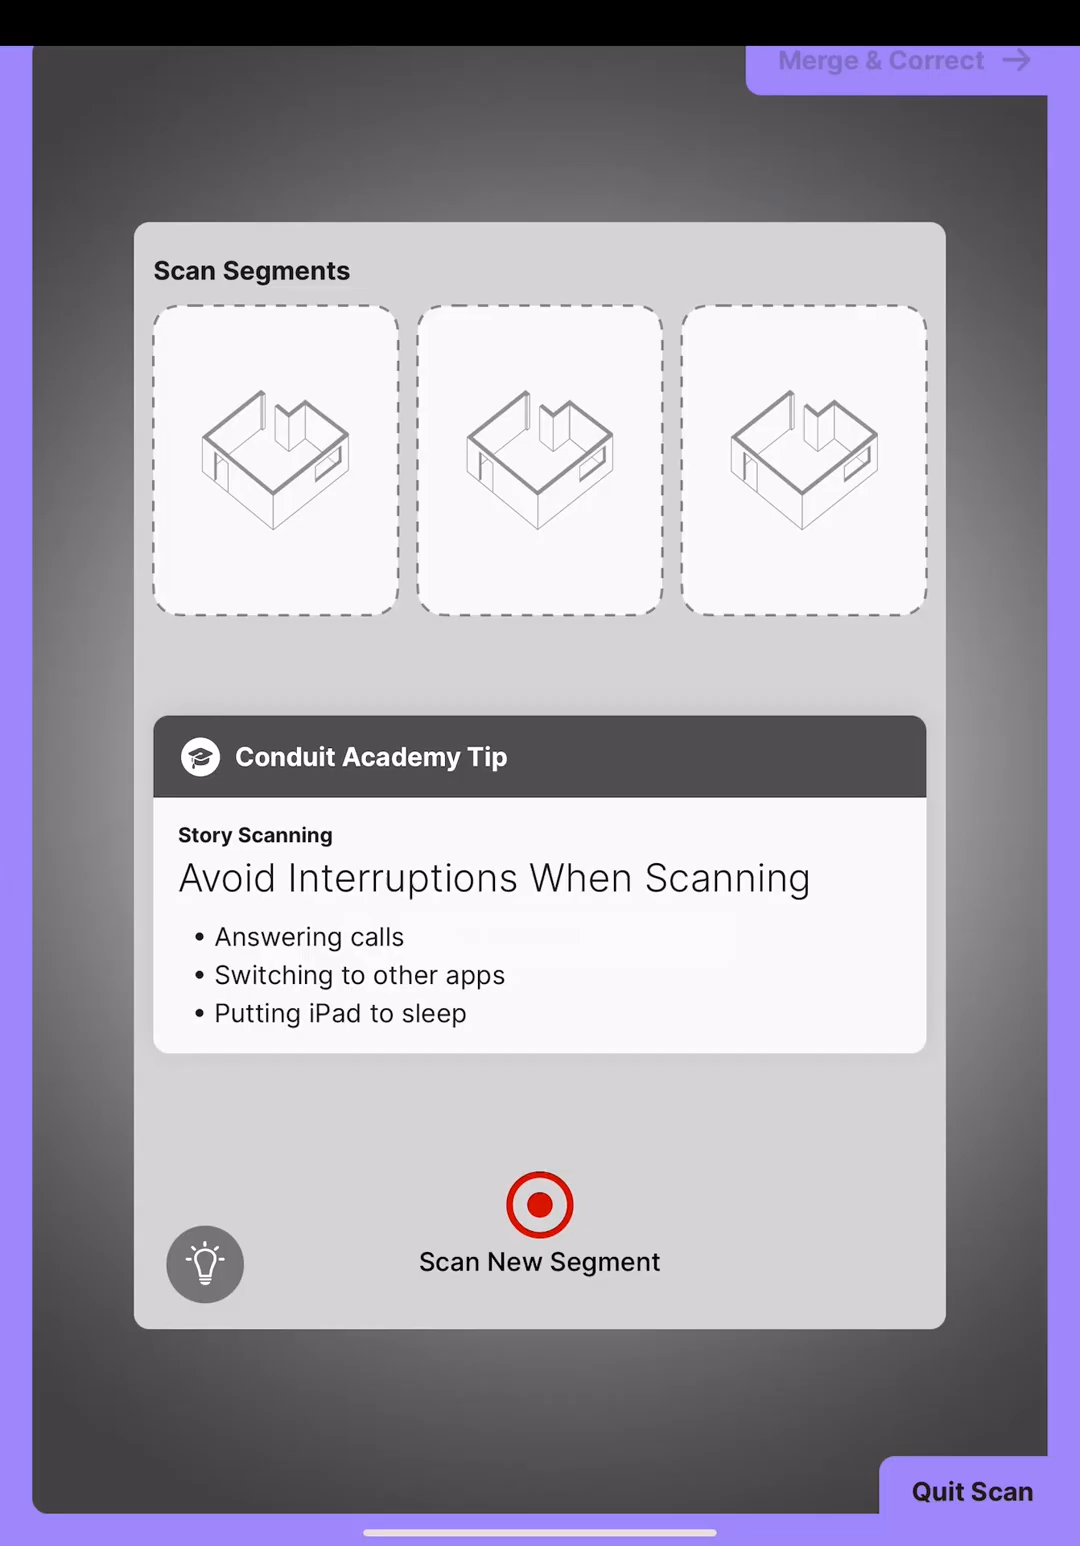 Merge & Correct →
Scan Segments
Conduit Academy Tip
Story Scanning
Avoid Interruptions When Scanning
• Answering calls
• Switching to other apps
• Putting iPad to sleep
Scan New Segment
Quit Scan